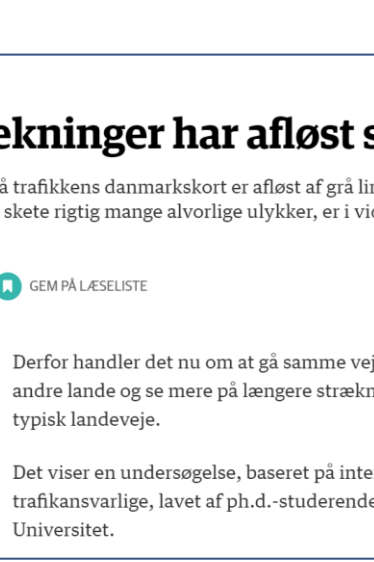 ekninger har afløst s
å trafikkens danmarkskort er afløst af grå lin
skete rigtig mange alvorlige ulykker, er i vid
GEM PÅ LÆSELISTE
Derfor handler det nu om at gå samme vej
andre lande og se mere på længere strækn
typisk landeveje.
Det viser en undersøgelse, baseret på inte
trafikansvarlige, lavet af ph.d.-studerende
Universitet.